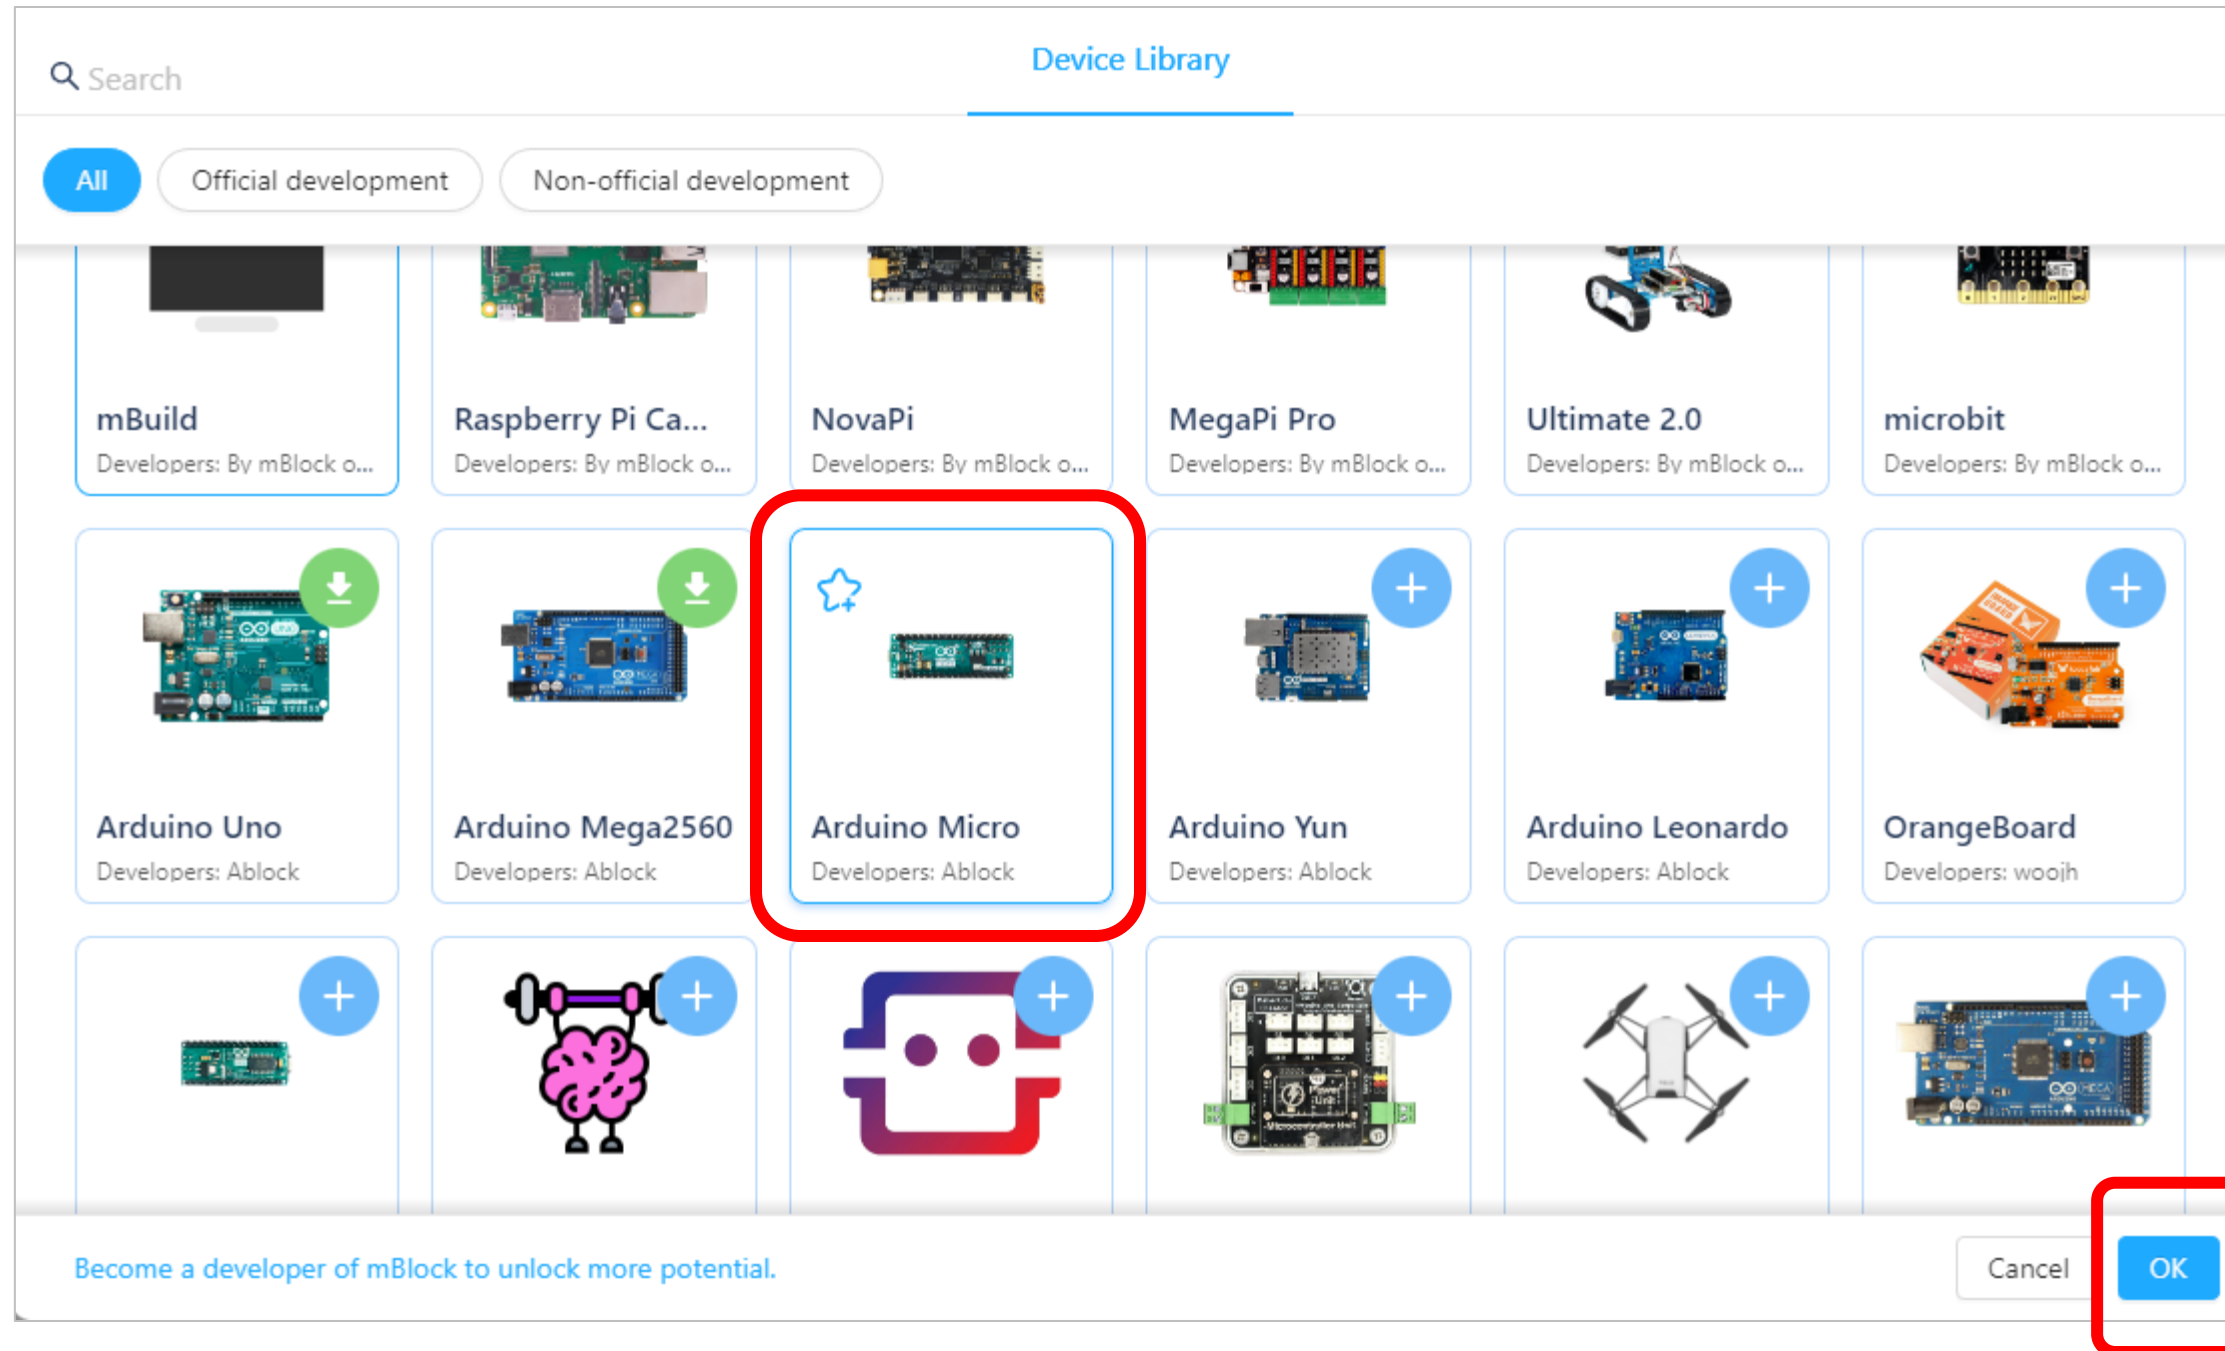 Search
Device Library
All
Official development
Non-official development
mBuild
Developers: By mBlock o...
Raspberry Pi Ca...
Developers: By mBlock o...
NovaPi
Developers: By mBlock o...
MegaPi Pro
Developers: By mBlock o...
Ultimate 2.0
Developers: By mBlock o...
microbit
Developers: By mBlock o...
Arduino Uno
Developers: Ablock
Arduino Mega2560
Developers: Ablock
Arduino Micro
Developers: Ablock
Arduino Yun
Developers: Ablock
Arduino Leonardo
Developers: Ablock
OrangeBoard
Developers: woojh
Become a developer of mBlock to unlock more potential.
Cancel
OK